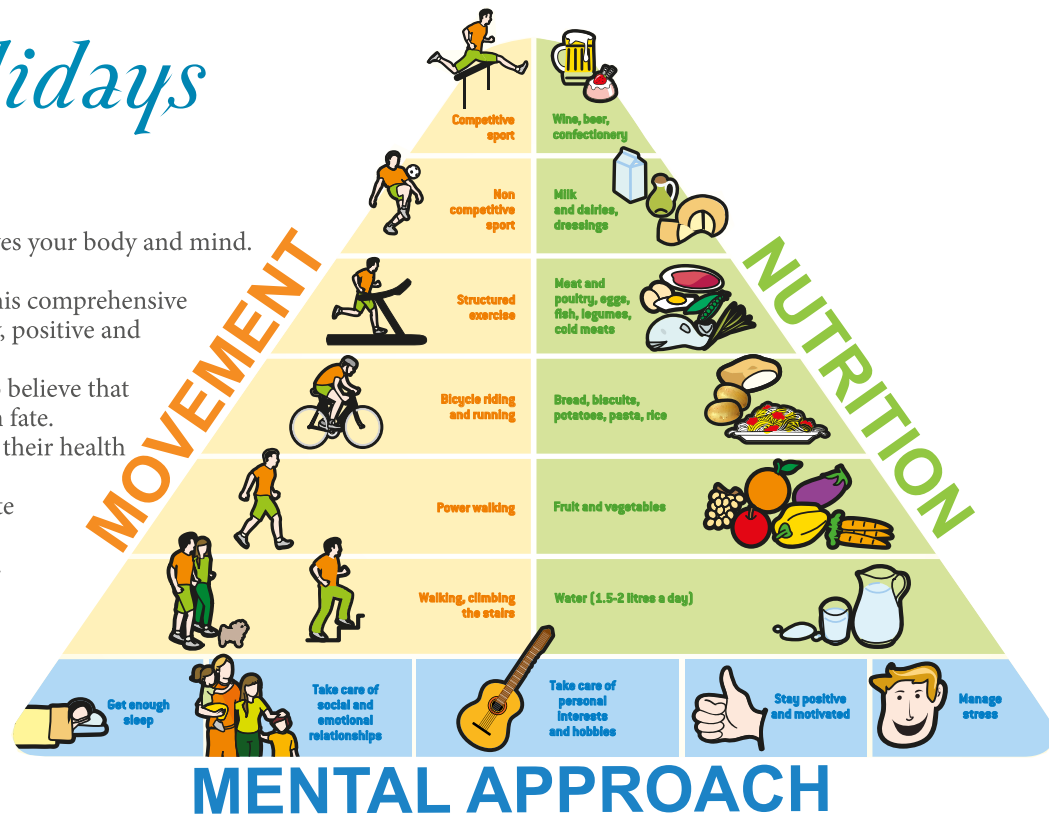 lidays
es your body and mind.
his comprehensive
, positive and
believe that
fate.
their health
MOVEMENT
NUTRITION
Competitive
sport
Wine, beer,
confectionery
Non
competitive
sport
Milk
and dairies,
dressings
Structured
exercise
Meat and
poultry, eggs,
fish, legumes,
cold meats
Bicycle riding
and running
Bread, biscuits,
potatoes, pasta, rice
Power walking
Fruit and vegetables
Walking, climbing
the stairs
Water (1.5-2 litres a day)
Get enough
sleep
Take care of
social and
emotional
relationships
Take care of
personal
interests
and hobbies
Stay positive
and motivated
Manage
stress
MENTAL APPROACH